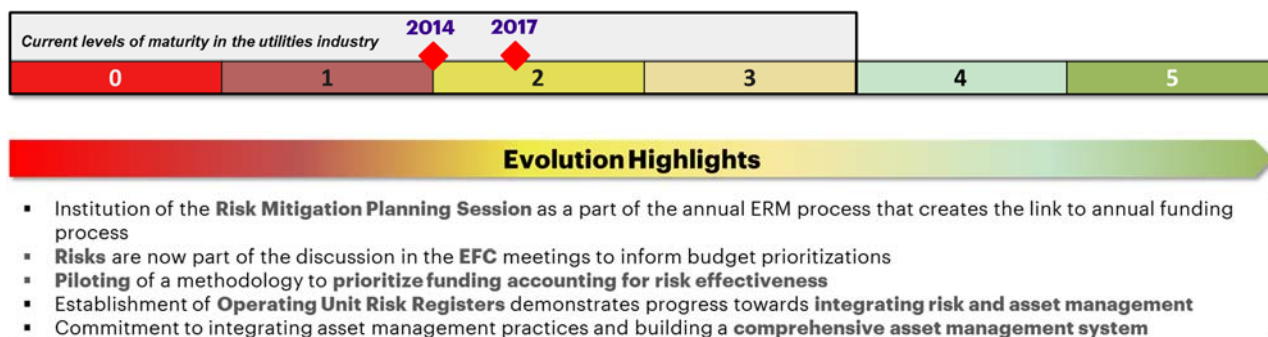 2014 2017
Current levels of maturity in the utilities industry
0 1 2 3 4 5
Evolution Highlights
▪ Institution of the Risk Mitigation Planning Session as a part of the annual ERM process that creates the link to annual funding
process
▪ Risks are now part of the discussion in the EFC meetings to inform budget prioritizations
▪ Piloting of a methodology to prioritize funding accounting for risk effectiveness
▪ Establishment of Operating Unit Risk Registers demonstrates progress towards integrating risk and asset management
▪ Commitment to integrating asset management practices and building a comprehensive asset management system